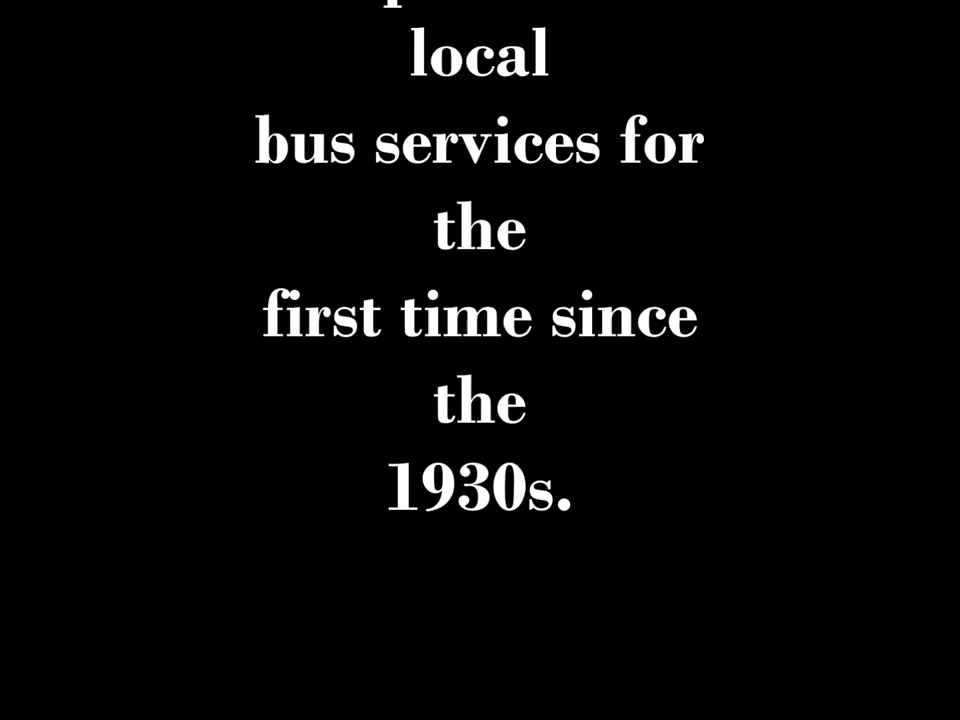 local
bus services for
the
first time since
the
1930s.